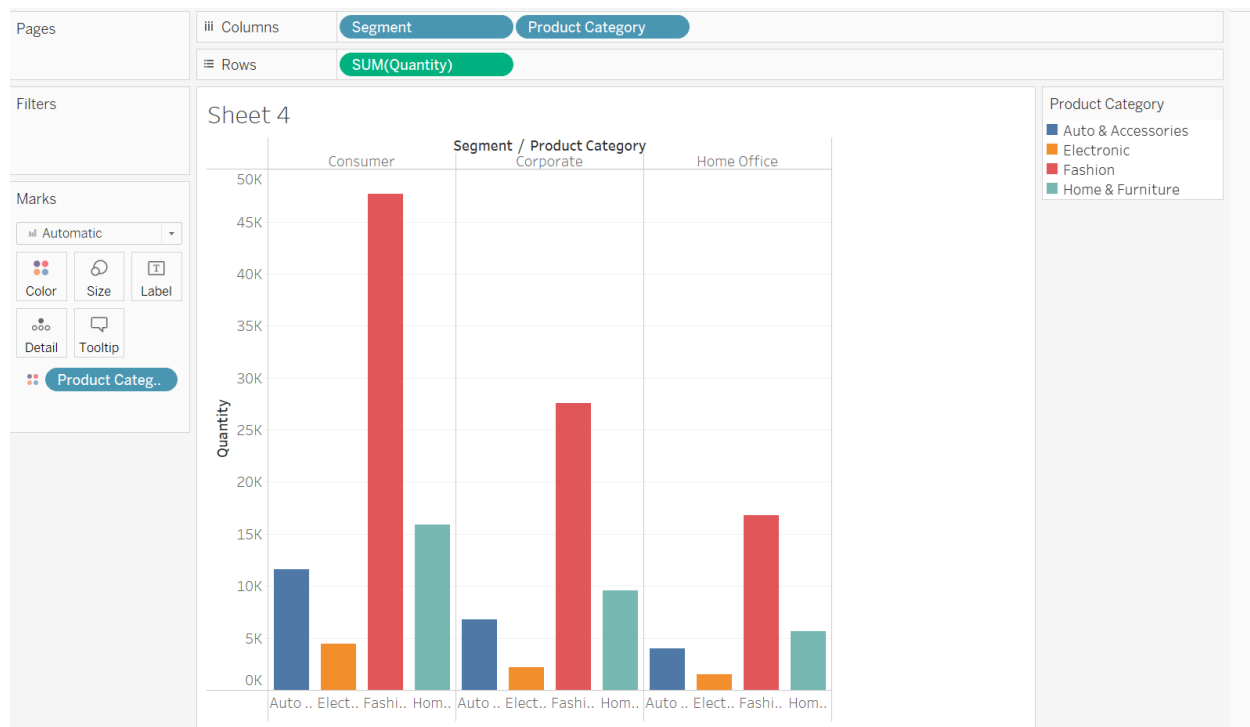 Pages
Columns
Segment
Product Category
Rows
SUM(Quantity)
Filters
Marks
Automatic
Color
Size
Label
Detail
Tooltip
Product Categ..
Sheet 4
Segment / Product Category
Consumer
Corporate
Home Office
50K
45K
40K
35K
30K
25K
20K
15K
10K
5K
0K
Quantity
Auto .. Elect.. Fashi.. Hom.. Auto .. Elect.. Fashi.. Hom.. Auto .. Elect.. Fashi.. Hom..
Product Category
Auto & Accessories
Electronic
Fashion
Home & Furniture